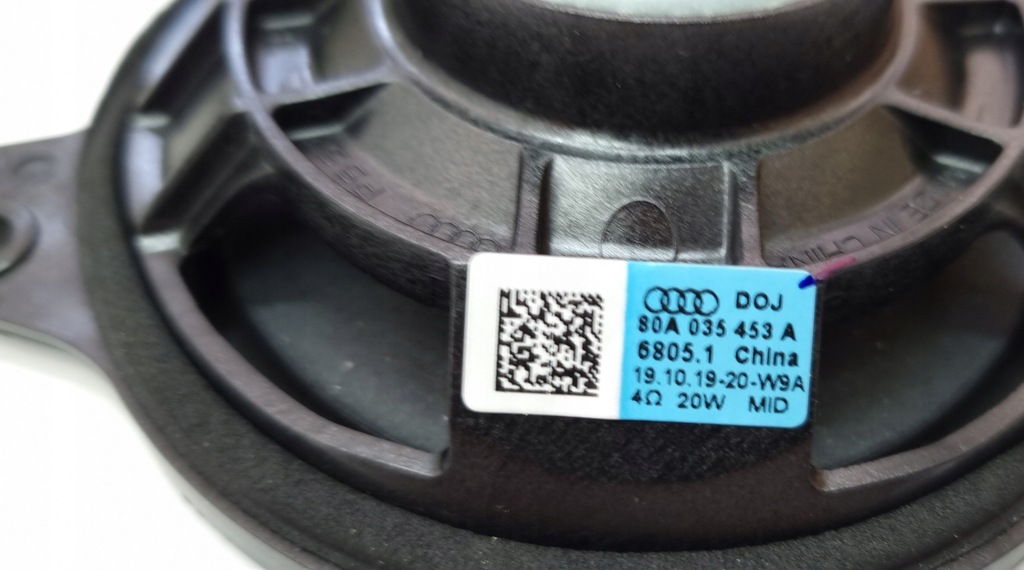 DOJ
80A 035 453 A
6805.1 China
19.10.19-20-W9A
4Ω 20W MID